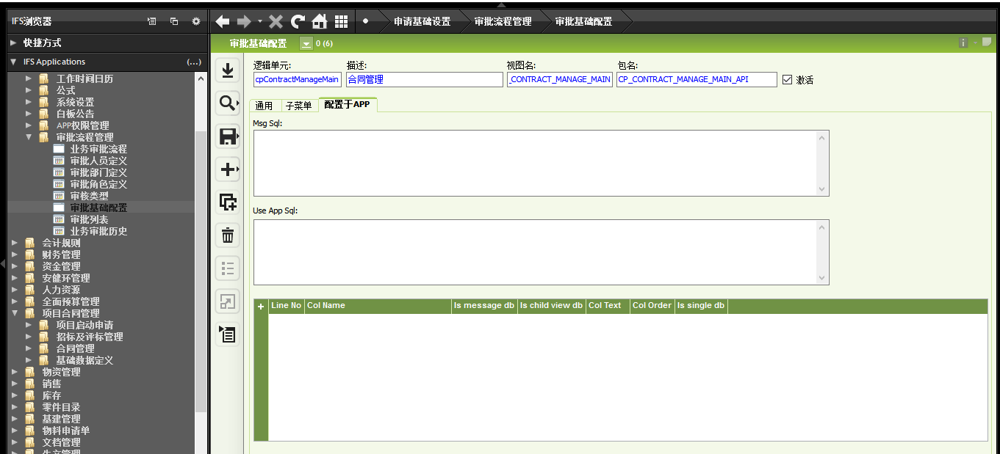 IFS浏览器
申请基础设置 审批流程管理 审批基础配置
快捷方式
审批基础配置 0 (6)
IFS Applications (...)
工作时间日历
公式
系统设置
白板公告
APP权限管理
审批流程管理
业务审批流程
审批人员定义
审批部门定义
审批角色定义
审核类型
审批基础配置
审批列表
业务审批历史
会计规则
财务管理
资金管理
安健环管理
人力资源
全面预算管理
项目合同管理
项目启动申请
招标及评标管理
合同管理
基础数据定义
物资管理
销售
库存
零件目录
基建管理
物料申请单
文档管理
生产管理
逻辑单元: 描述: 视图名: 包名:
cpContractManageMain 合同管理 _CONTRACT_MANAGE_MAIN CP_CONTRACT_MANAGE_MAIN_API 激活
通用 子菜单 配置于APP
Msg Sql:
Use App Sql:
Line No Col Name Is message db Is child view db Col Text Col Order Is single db